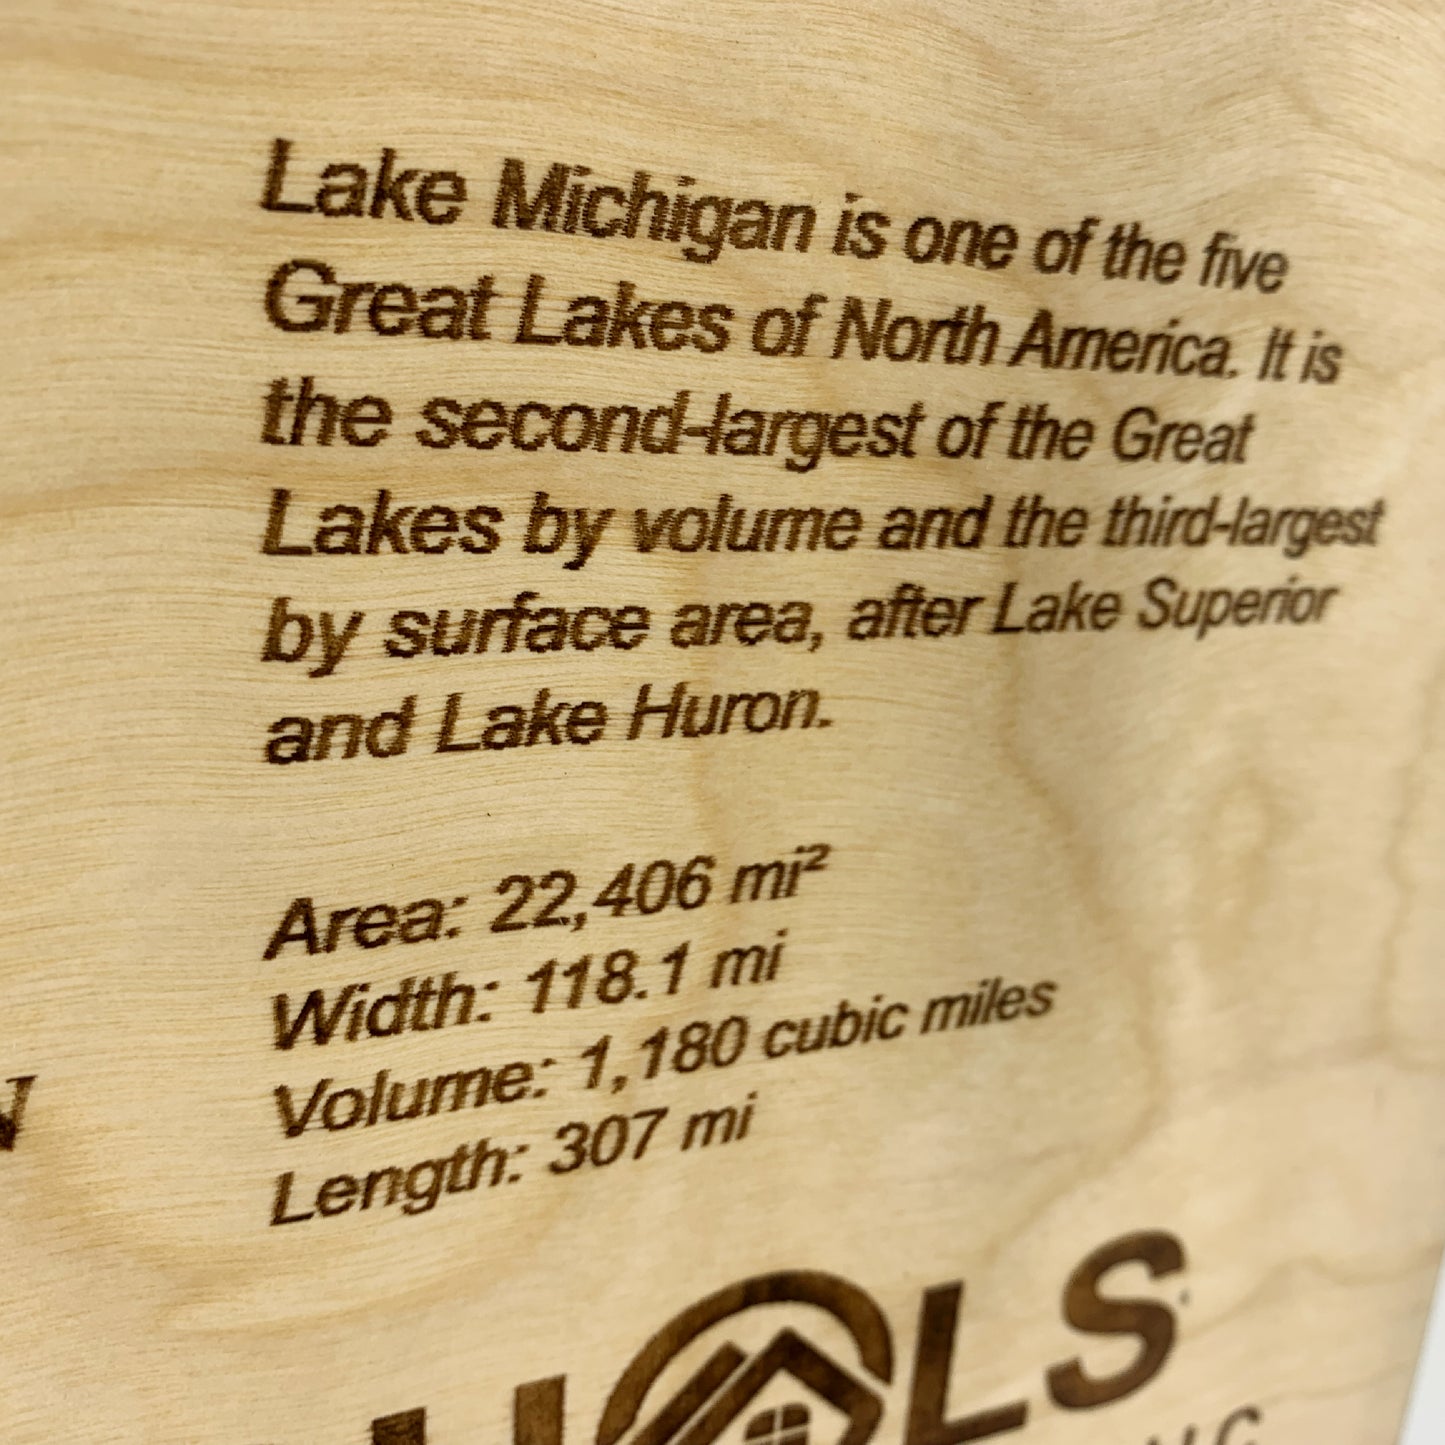 Lake Michigan is one of the five
Great Lakes of North America. It is
the second-largest of the Great
Lakes by volume and the third-largest
by surface area, after Lake Superior
and Lake Huron.
Area: 22,406 mi²
Width: 118.1 mi
Volume: 1,180 cubic miles
Length: 307 mi